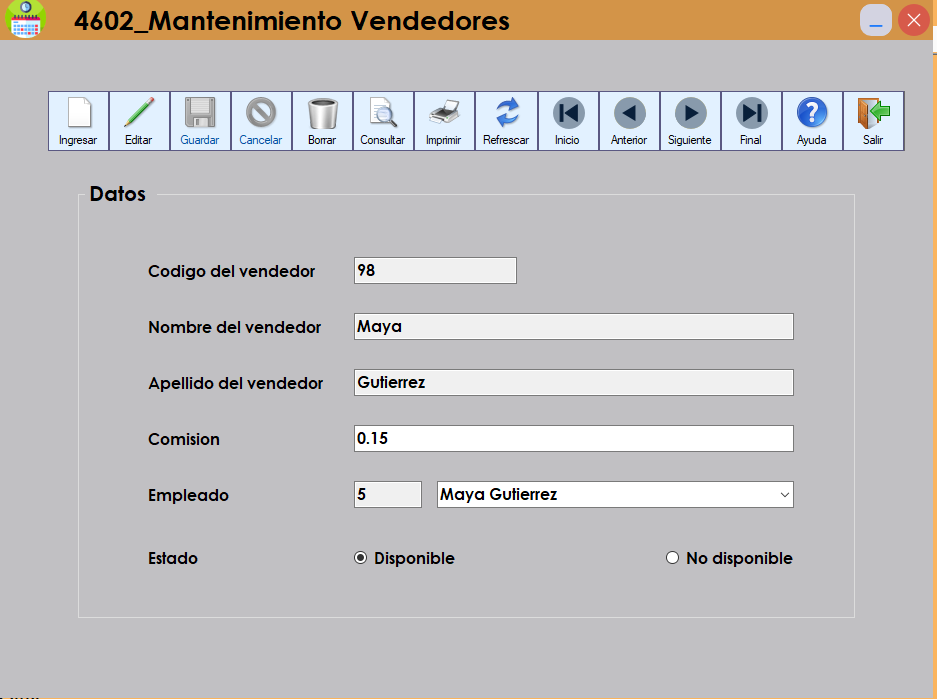 4602_Mantenimiento Vendedores
Ingresar Editar Guardar Cancelar Borrar Consultar Imprimir Refrescar Inicio Anterior Siguiente Final Ayuda Salir
Datos
Codigo del vendedor 98
Nombre del vendedor Maya
Apellido del vendedor Gutierrez
Comision 0.15
Empleado 5 Maya Gutierrez
Estado Disponible No disponible